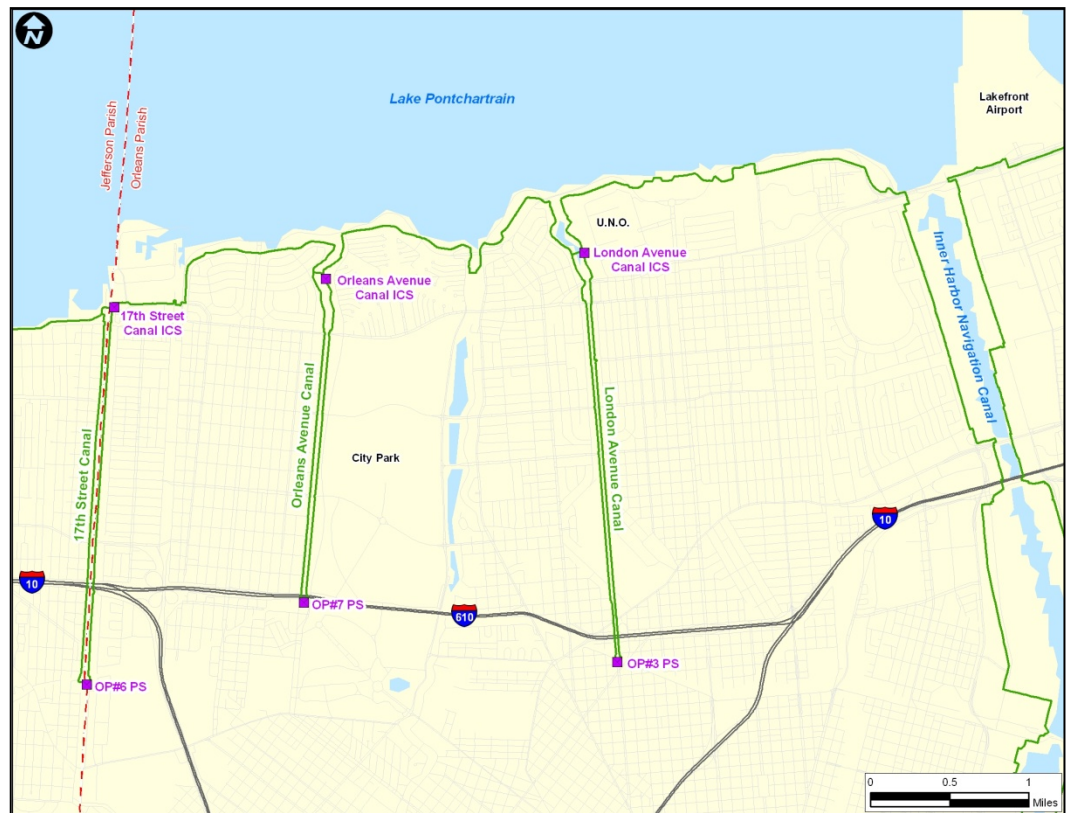 N
Lake Pontchartrain
Lakefront
Airport
Jefferson Parish
Orleans Parish
U.N.O.
London Avenue
Canal ICS
Orleans Avenue
Canal ICS
17th Street
Canal ICS
Inner Harbor Navigation Canal
17th Street Canal
Orleans Avenue Canal
London Avenue Canal
City Park
10
10
610
OP#7 PS
OP#3 PS
OP#6 PS
0 0.5 1
Miles